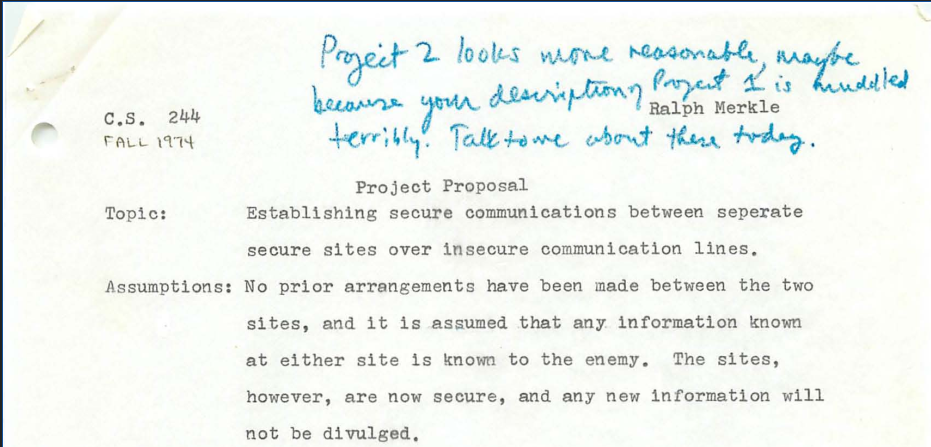 Project 2 looks more reasonable, maybe
because your description of Project 1 is muddled
terribly. Talk to me about these today.
C.S. 244
Ralph Merkle
FALL 1974
Project Proposal
Topic: Establishing secure communications between seperate
secure sites over insecure communication lines.
Assumptions: No prior arrangements have been made between the two
sites, and it is assumed that any information known
at either site is known to the enemy. The sites,
however, are now secure, and any new information will
not be divulged.